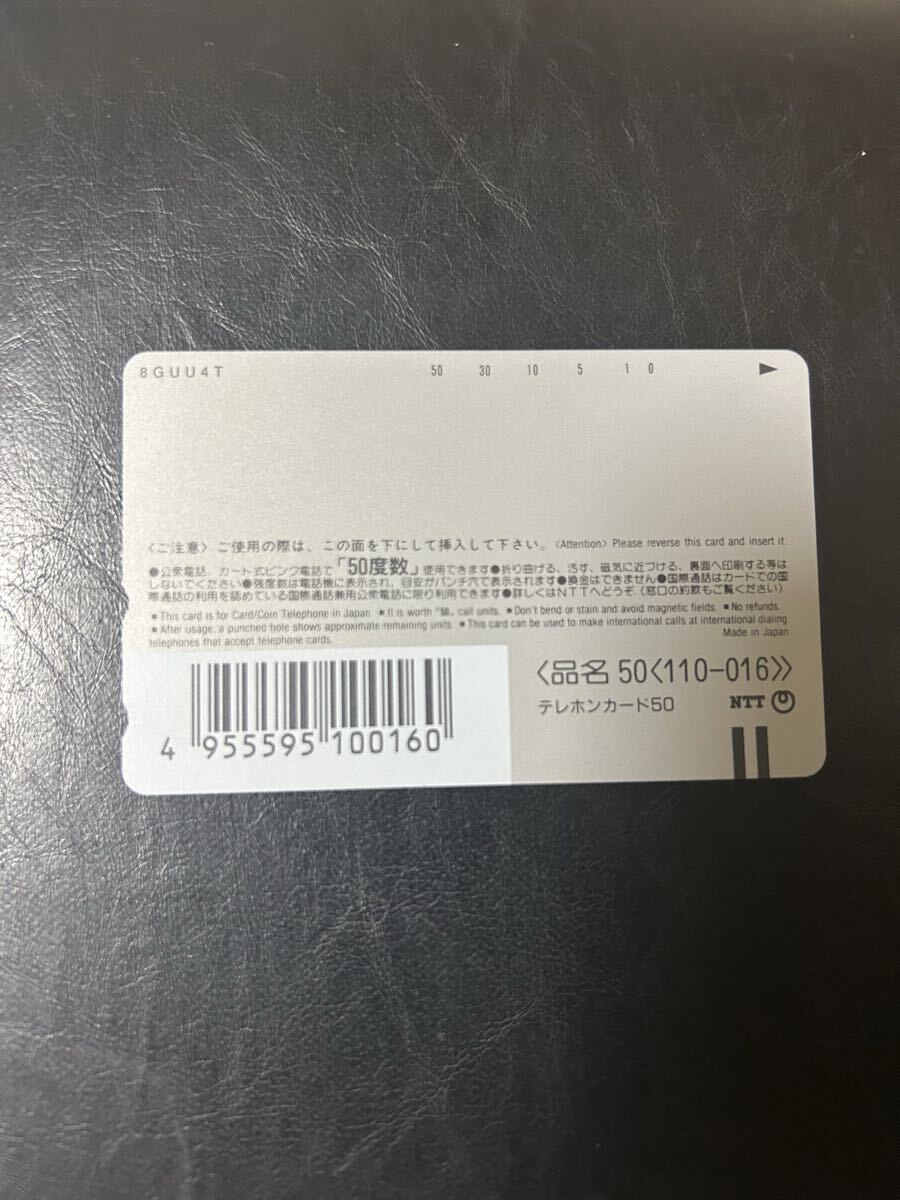 8GUU4T 50 30 10 5 1 0
〈ご注意〉 ご使用の際は、この面を下にして挿入して下さい。 〈Attention〉 Please reverse this card and insert it.
●公衆電話、カード式ピンク電話で「50度数」使用できます●折り曲げる、汚す、磁気に近づける、裏面へ印刷する等は
しないでください●残度数は電話機に表示され、目安がパンチ穴で表示されます●換金はできません●国際通話はカードでの国
際通話の利用を認めている国際通話兼用公衆電話に限り利用できます●詳しくはNTTへどうぞ(窓口の約款もご覧ください)
■This card is for Card/Coin Telephone in Japan. ■It is worth「50」call units. ■Don't bend or stain and avoid magnetic fields. ■No refunds.
■After usage, a punched hole shows approximate remaining units. ■This card can be used to make international calls at international dialing
telephones that accept telephone cards. Made in Japan
〈品名 50〈110-016〉〉
テレホンカード50 NTT
4 955595 100160